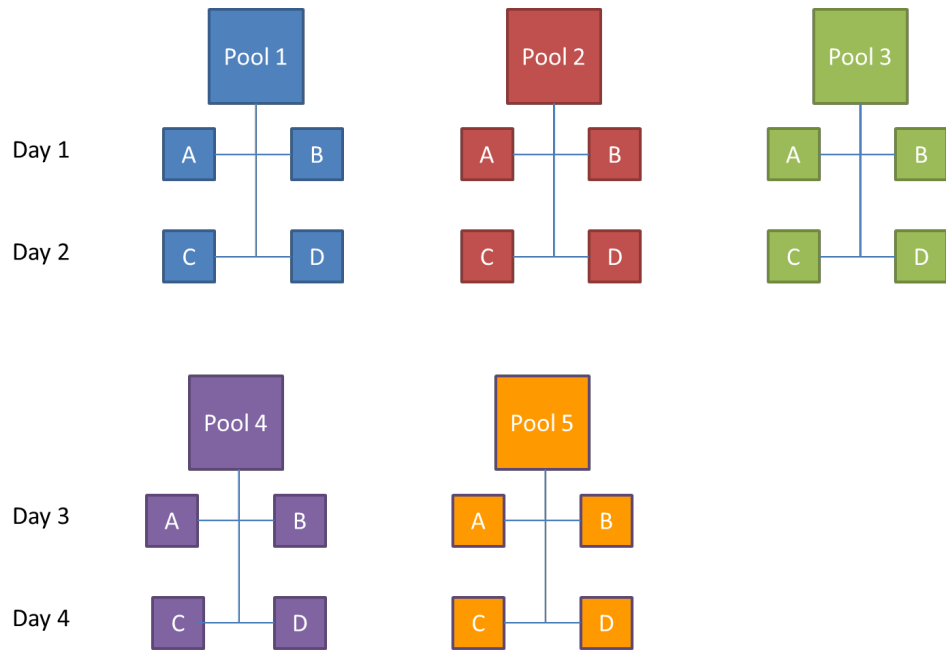 Pool 1 Pool 2 Pool 3
Day 1 A B A B A B
Day 2 C D C D C D
Pool 4 Pool 5
Day 3 A B A B
Day 4 C D C D